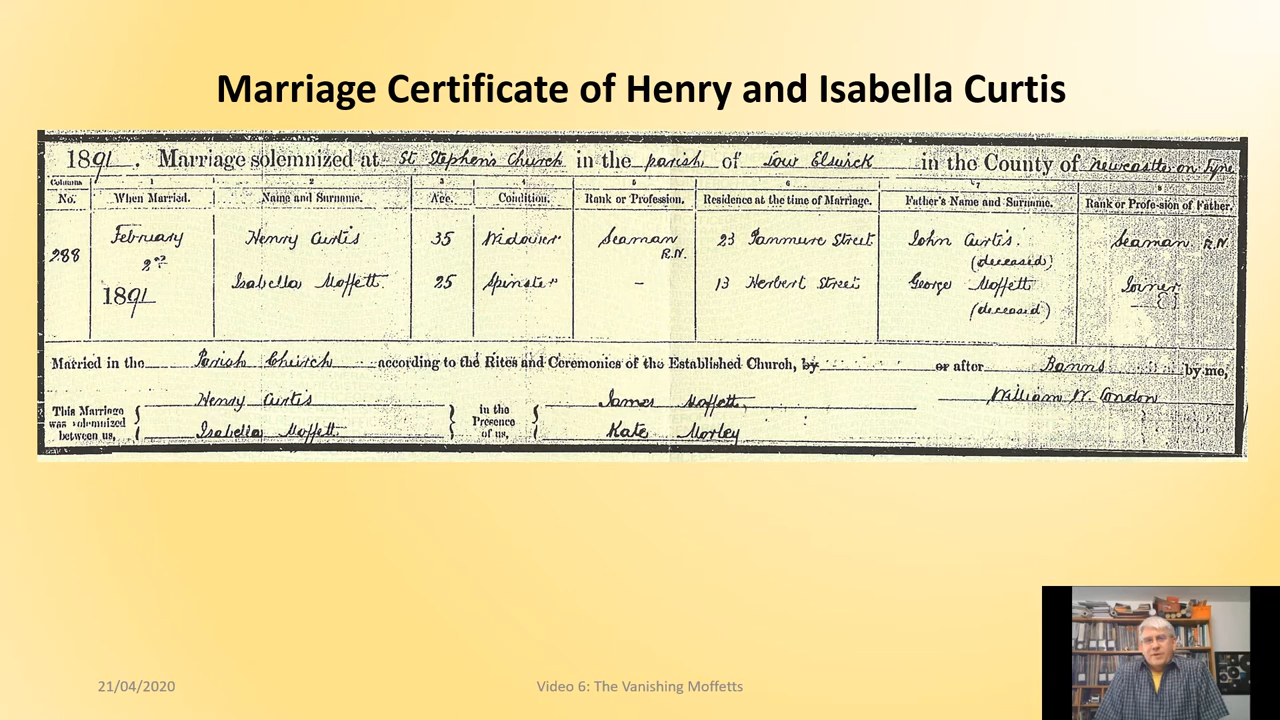 Marriage Certificate of Henry and Isabella Curtis
1891. Marriage solemnized at St Stephen's Church in the parish of Low Elswick in the County of Newcastle on Tyne
Columns 1 2 3 4 5 6 7 8
No. When Married. Name and Surname. Age. Condition. Rank or Profession. Residence at the time of Marriage. Father's Name and Surname. Rank or Profession of Father.
288 February Henry Curtis 35 Widower Seaman R.N. 23 Panmure Street John Curtis (deceased) Seaman R.N.
2nd
1891 Isabella Moffett 25 Spinster - 13 Herbert Street George Moffett (deceased) Joiner
Married in the Parish Church according to the Rites and Ceremonies of the Established Church, by or after Banns by me,
This Marriage was solemnized between us, { Henry Curtis } in the Presence of us, { James Moffett William W. Condon
Isabella Moffett Kate Morley
21/04/2020
Video 6: The Vanishing Moffetts